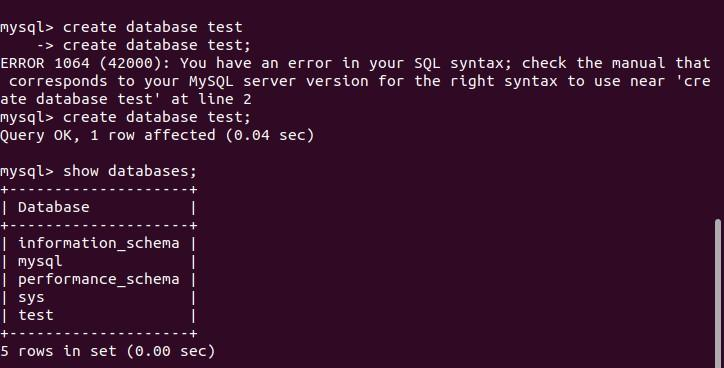 mysql> create database test
    -> create database test;
ERROR 1064 (42000): You have an error in your SQL syntax; check the manual that
 corresponds to your MySQL server version for the right syntax to use near 'cre
ate database test' at line 2
mysql> create database test;
Query OK, 1 row affected (0.04 sec)

mysql> show databases;
+--------------------+
| Database           |
+--------------------+
| information_schema |
| mysql              |
| performance_schema |
| sys                |
| test               |
+--------------------+
5 rows in set (0.00 sec)